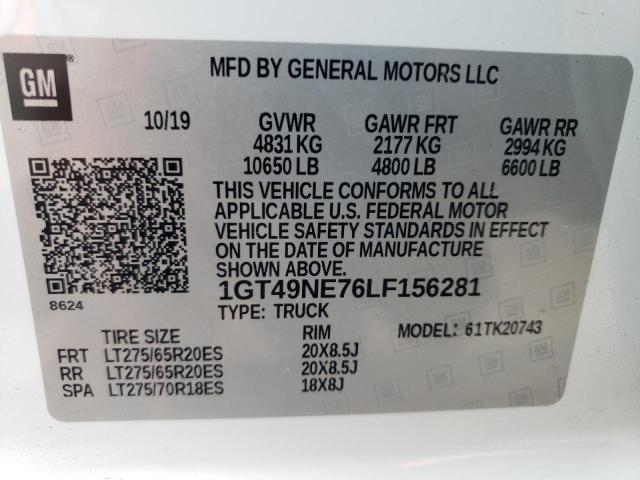 GM
MFD BY GENERAL MOTORS LLC
10/19 GVWR GAWR FRT GAWR RR
4831 KG 2177 KG 2994 KG
10650 LB 4800 LB 6600 LB
THIS VEHICLE CONFORMS TO ALL
APPLICABLE U.S. FEDERAL MOTOR
VEHICLE SAFETY STANDARDS IN EFFECT
ON THE DATE OF MANUFACTURE
SHOWN ABOVE.
8624
1GT49NE76LF156281
TYPE: TRUCK
MODEL: 61TK20743
TIRE SIZE RIM
FRT LT275/65R20ES 20X8.5J
RR LT275/65R20ES 20X8.5J
SPA LT275/70R18ES 18X8J